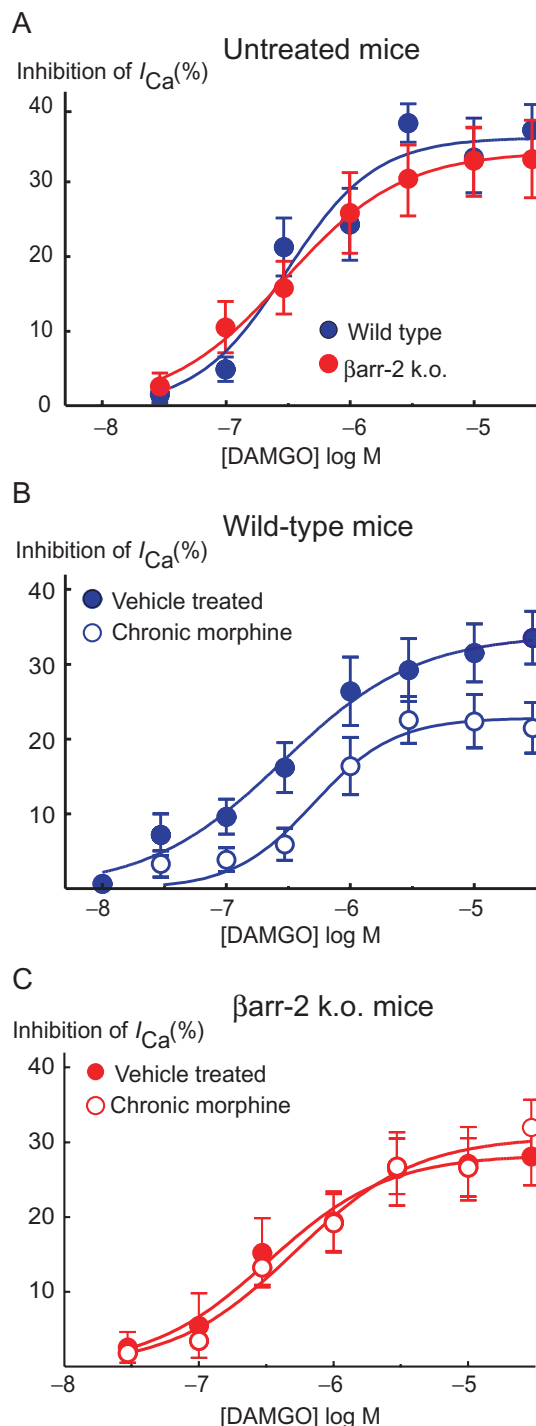 A
Untreated mice
Inhibition of ICa(%)
40
30
20
10
0
Wild type
βarr-2 k.o.
–8 –7 –6 –5
[DAMGO] log M
B
Wild-type mice
Inhibition of ICa(%)
40
30
20
10
Vehicle treated
Chronic morphine
–8 –7 –6 –5
[DAMGO] log M
C
βarr-2 k.o. mice
Inhibition of ICa(%)
40
30
20
10
Vehicle treated
Chronic morphine
–8 –7 –6 –5
[DAMGO] log M